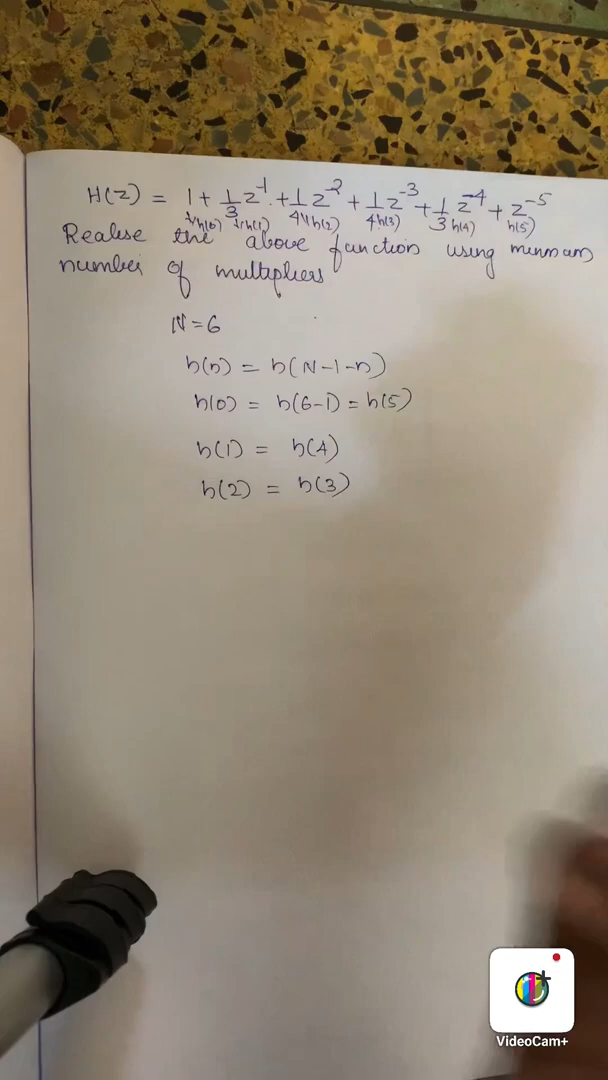 H(z) = 1 + 1/3 z^-1 + 1/4 z^-2 + 1/4 z^-3 + 1/3 z^-4 + z^-5
h(0) h(1) h(2) h(3) h(4) h(5)
Realise the above function using
number of multipliers
N=6
h(n) = h(N-1-n)
h(0) = h(6-1) = h(5)
h(1) = h(4)
h(2) = h(3)
VideoCam+